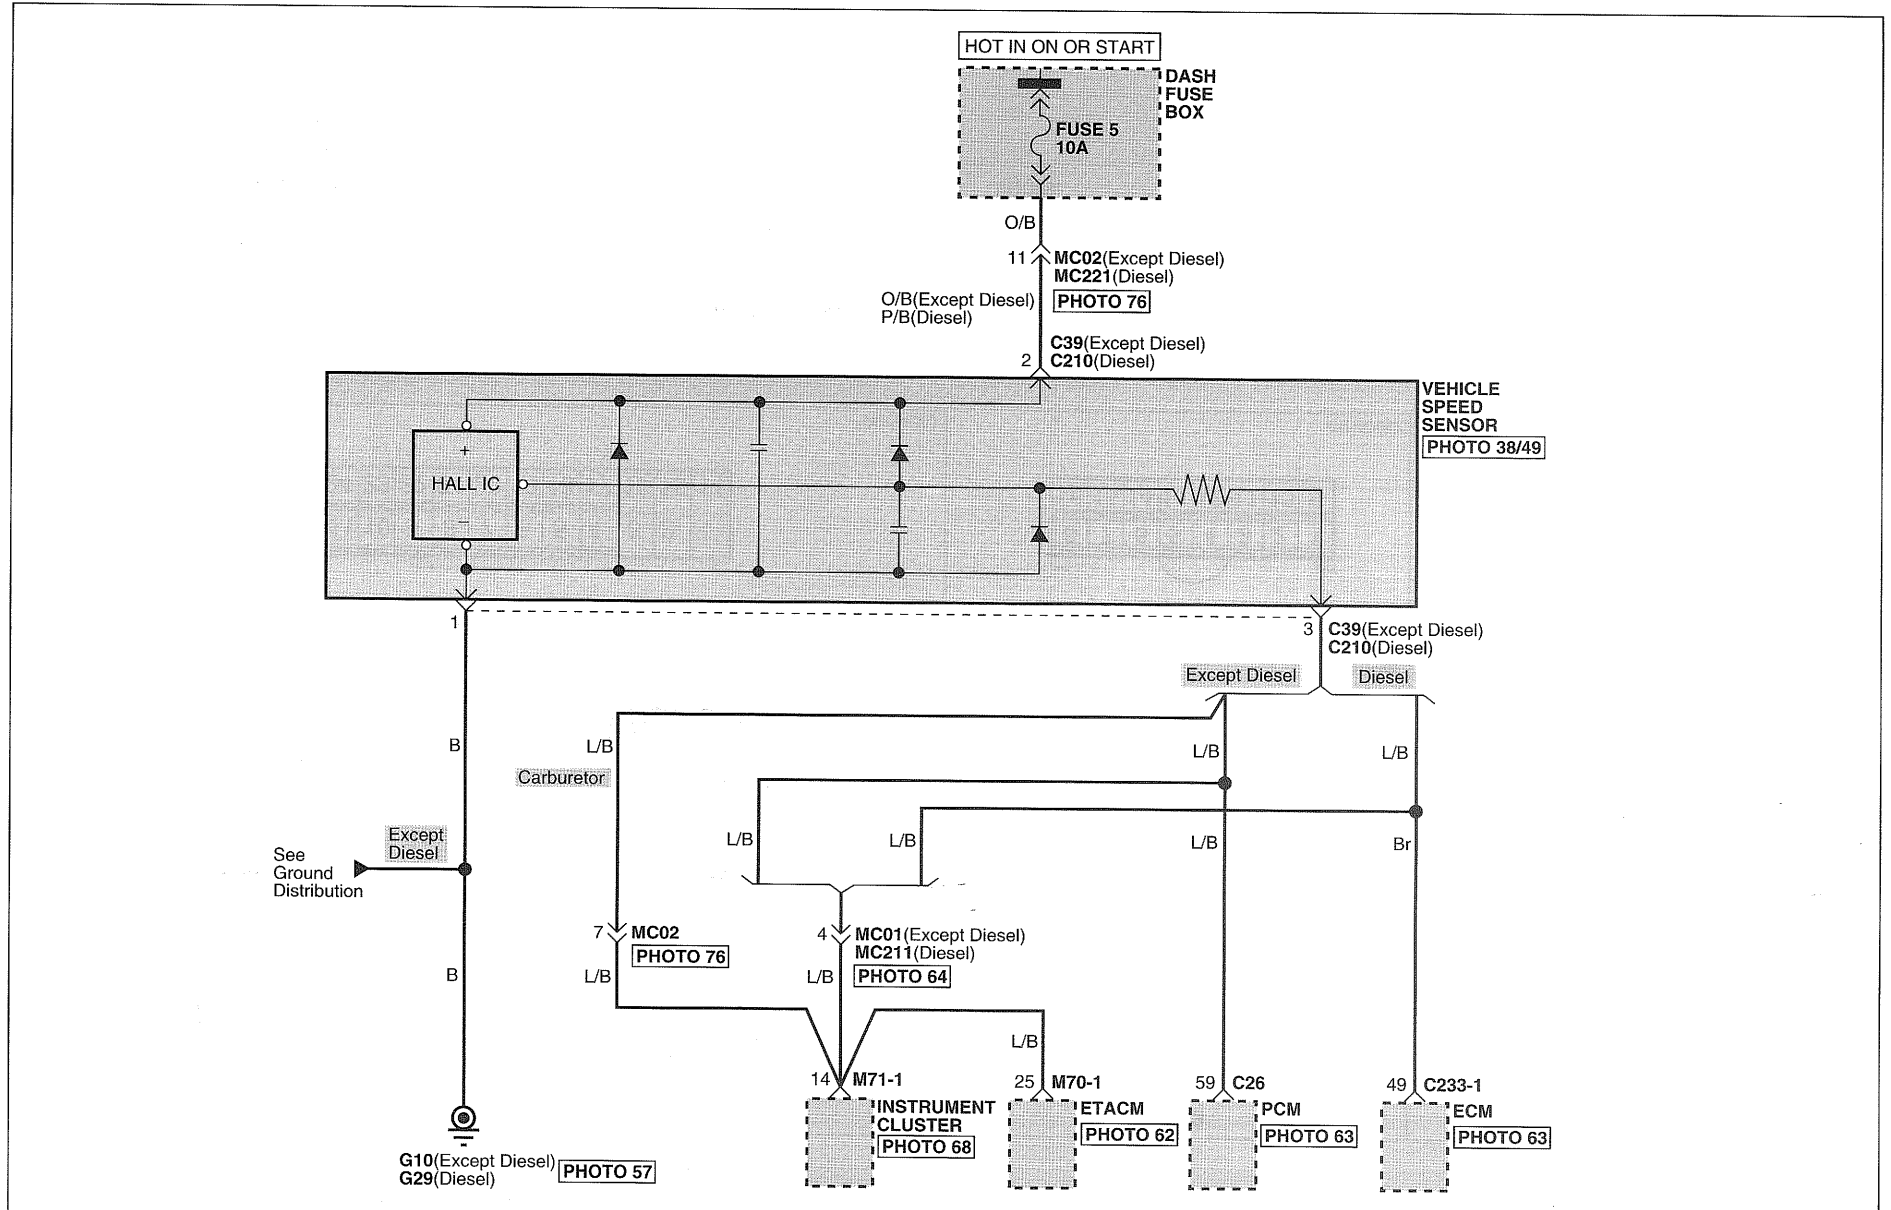 HOT IN ON OR START
DASH
FUSE
BOX
FUSE 5
10A
O/B
11 MC02(Except Diesel)
MC221(Diesel)
O/B(Except Diesel)
P/B(Diesel)
PHOTO 76
C39(Except Diesel)
2 C210(Diesel)
VEHICLE
SPEED
SENSOR
PHOTO 38/49
+
HALL IC
–
1
3 C39(Except Diesel)
C210(Diesel)
Except Diesel
Diesel
B
L/B
L/B
L/B
Carburetor
Except
Diesel
See
Ground
Distribution
L/B
L/B
L/B
Br
7 MC02
PHOTO 76
4 MC01(Except Diesel)
MC211(Diesel)
PHOTO 64
B
L/B
L/B
L/B
14 M71-1
INSTRUMENT
CLUSTER
PHOTO 68
25 M70-1
ETACM
PHOTO 62
59 C26
PCM
PHOTO 63
49 C233-1
ECM
PHOTO 63
G10(Except Diesel)
G29(Diesel)
PHOTO 57